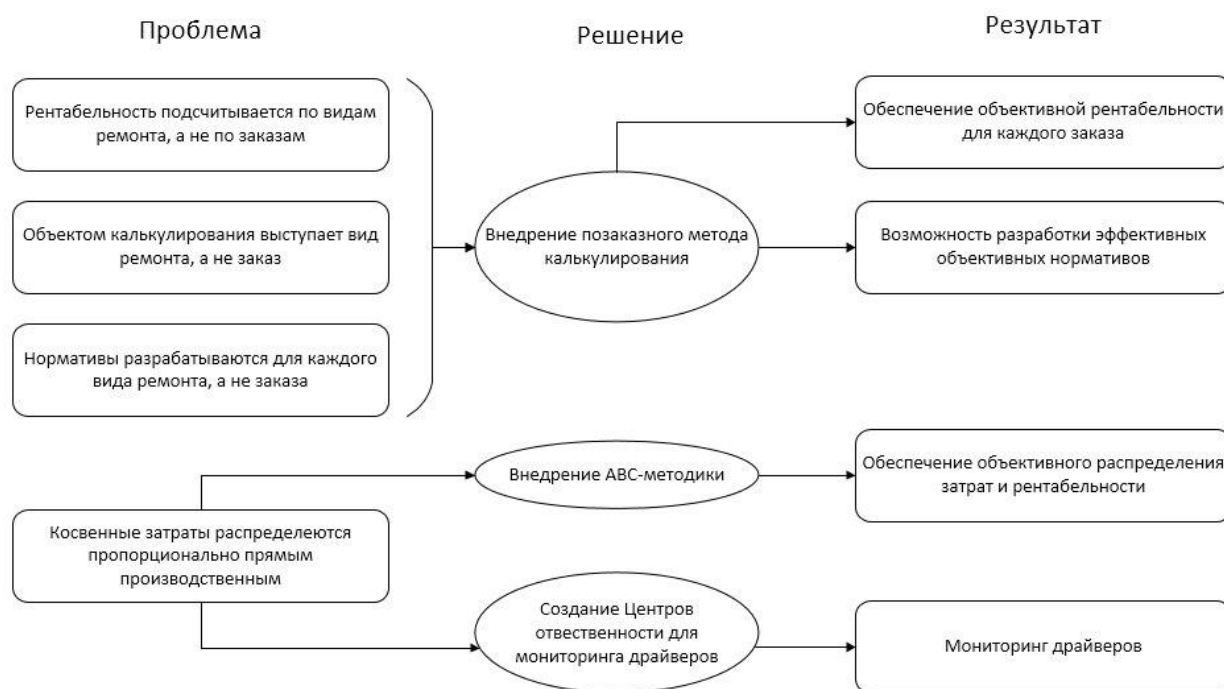 Проблема
Решение
Результат
Рентабельность подсчитывается по видам
ремонта, а не по заказам
Объектом калькулирования выступает вид
ремонта, а не заказ
Нормативы разрабатываются для каждого
вида ремонта, а не заказа
Внедрение позаказного метода
калькулирования
Обеспечение объективной рентабельности
для каждого заказа
Возможность разработки эффективных
объективных нормативов
Косвенные затраты распределеются
пропорционально прямым
производственным
Внедрение АВС-методики
Обеспечение объективного распределения
затрат и рентабельности
Создание Центров
отвественности для
мониторинга драйверов
Мониторинг драйверов